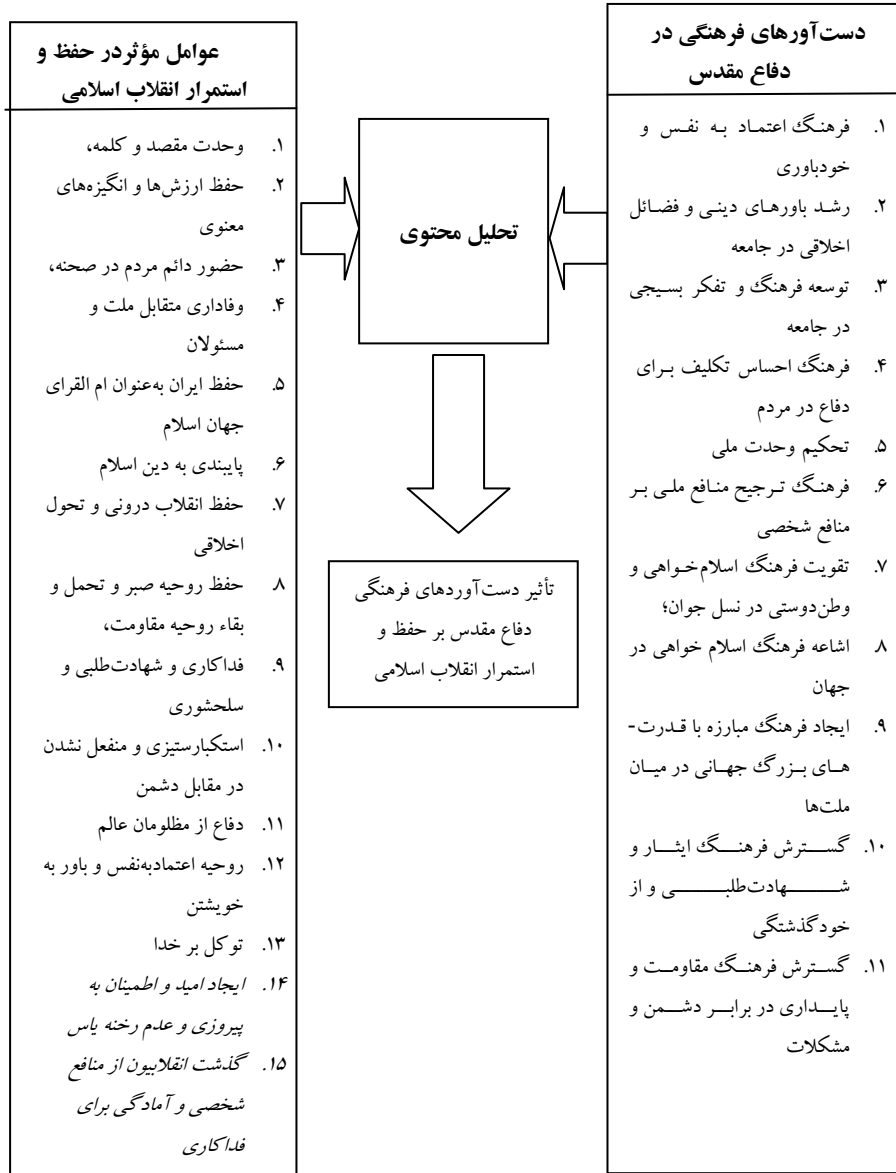 دست‌آورهای فرهنگی در
دفاع مقدس
۱. فرهنگ اعتماد به نفس و
خودباوری
۲. رشد باورهای دینی و فضائل
اخلاقی در جامعه
۳. توسعه فرهنگ و تفکر بسیجی
در جامعه
۴. فرهنگ احساس تکلیف برای
دفاع در مردم
۵. تحکیم وحدت ملی
۶. فرهنگ ترجیح منافع ملی بر
منافع شخصی
۷. تقویت فرهنگ اسلام‌خواهی و
وطن‌دوستی در نسل جوان؛
۸. اشاعه فرهنگ اسلام خواهی در
جهان
۹. ایجاد فرهنگ مبارزه با قدرت-
های بزرگ جهانی در میان
ملت‌ها
۱۰. گسترش فرهنگ ایثار و
شهادت‌طلبی و از
خودگذشتگی
۱۱. گسترش فرهنگ مقاومت و
پایداری در برابر دشمن و
مشکلات
تحلیل محتوی
تأثیر دست‌آوردهای فرهنگی
دفاع مقدس بر حفظ و
استمرار انقلاب اسلامی
عوامل مؤثردر حفظ و
استمرار انقلاب اسلامی
۱. وحدت مقصد و کلمه،
۲. حفظ ارزش‌ها و انگیزه‌های
معنوی
۳. حضور دائم مردم در صحنه،
۴. وفاداری متقابل ملت و
مسئولان
۵. حفظ ایران به‌عنوان ام القرای
جهان اسلام
۶. پایبندی به دین اسلام
۷. حفظ انقلاب درونی و تحول
اخلاقی
۸. حفظ روحیه صبر و تحمل و
بقاء روحیه مقاومت،
۹. فداکاری و شهادت‌طلبی و
سلحشوری
۱۰. استکبارستیزی و منفعل نشدن
در مقابل دشمن
۱۱. دفاع از مظلومان عالم
۱۲. روحیه اعتمادبه‌نفس و باور به
خویشتن
۱۳. توکل بر خدا
۱۴. ایجاد امید و اطمینان به
پیروزی و عدم رخنه یاس
۱۵. گذشت انقلابیون از منافع
شخصی و آمادگی برای
فداکاری